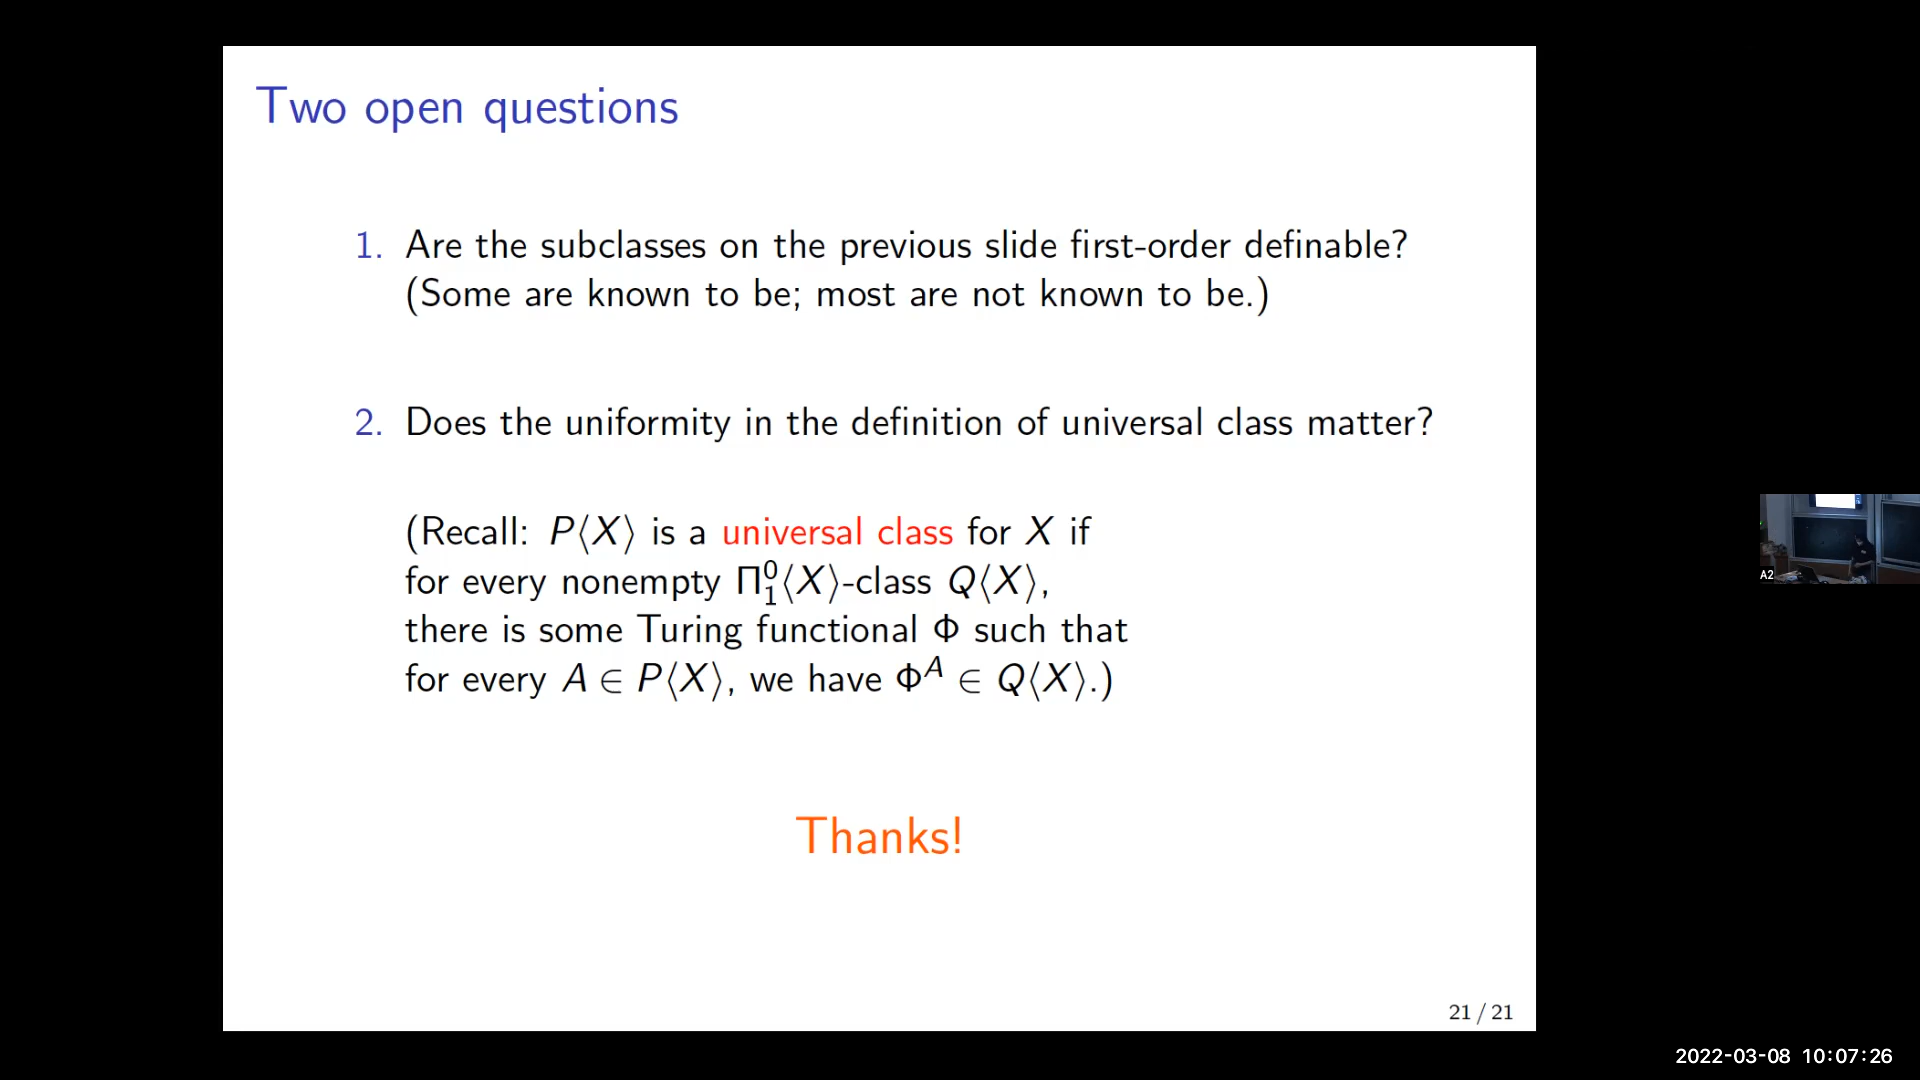 Two open questions
1. Are the subclasses on the previous slide first-order definable?
(Some are known to be; most are not known to be.)
2. Does the uniformity in the definition of universal class matter?
(Recall: P⟨X⟩ is a universal class for X if
for every nonempty Π⁰₁⟨X⟩-class Q⟨X⟩,
there is some Turing functional Φ such that
for every A ∈ P⟨X⟩, we have Φᴬ ∈ Q⟨X⟩.)
Thanks!
21 / 21
A2
2022-03-08 10:07:26